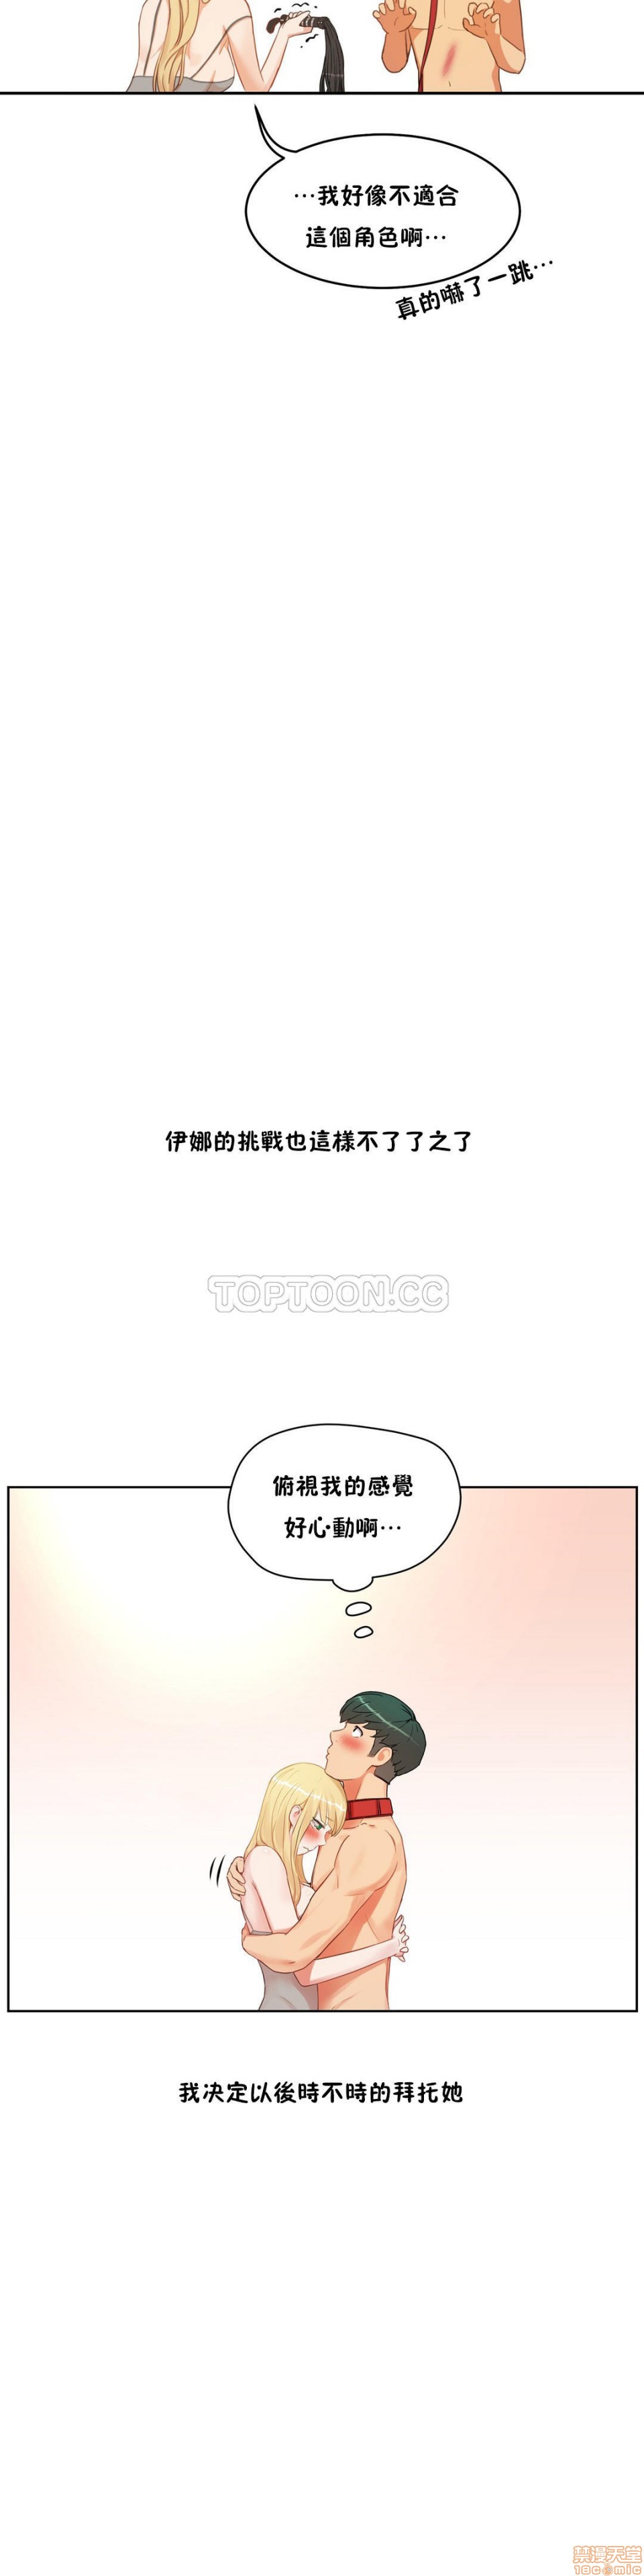 …我好像不適合
這個角色啊…
真的嚇了一跳…
伊娜的挑戰也這樣不了了之了
TOPTOON.CC
俯視我的感覺
好心動啊…
我決定以後時不時的拜托她
禁漫天堂
18comic